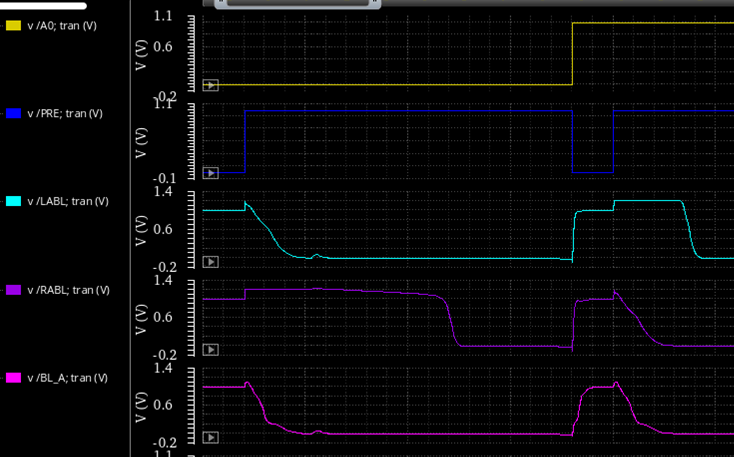 v /A0; tran (V)
1.1
0.6
-0.2
V (V)
v /PRE; tran (V)
1.1
-0.1
V (V)
v /LABL; tran (V)
1.4
0.6
-0.2
V (V)
v /RABL; tran (V)
1.4
0.6
-0.2
V (V)
v /BL_A; tran (V)
1.4
0.6
-0.2
V (V)
1.1